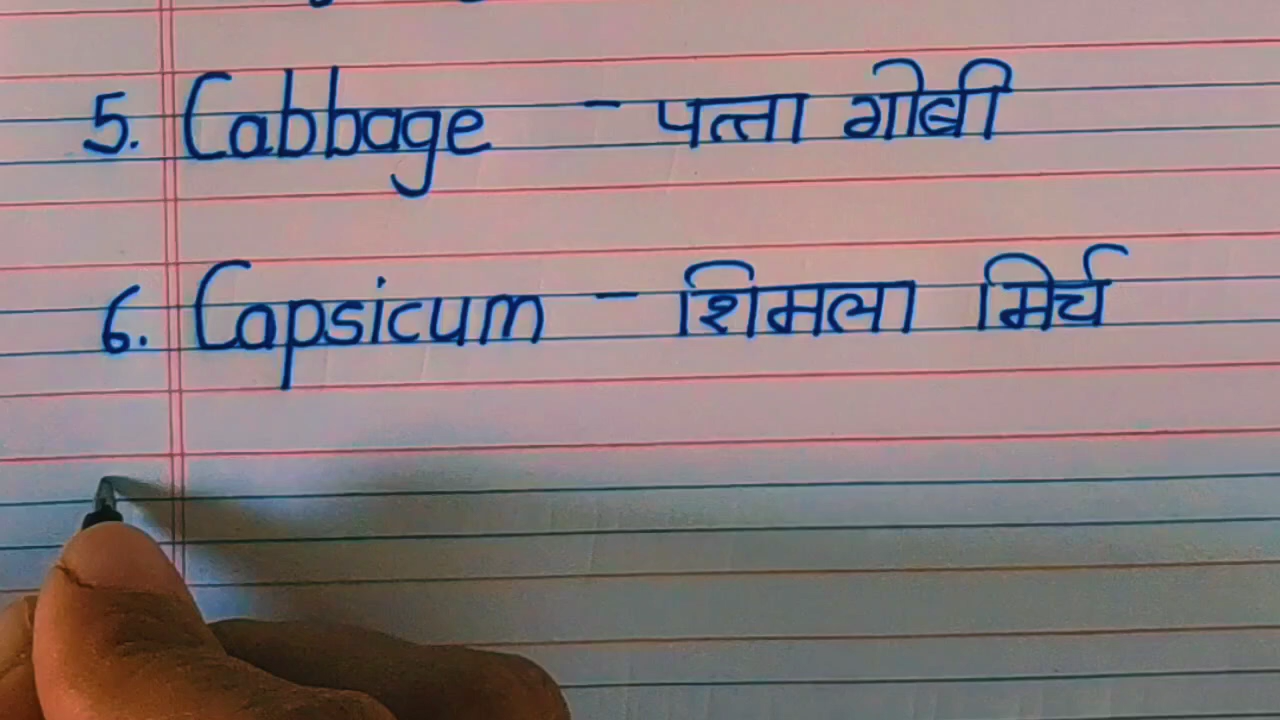 5. Cabbage - पत्ता गोबी
6. Capsicum - शिमला मिर्च